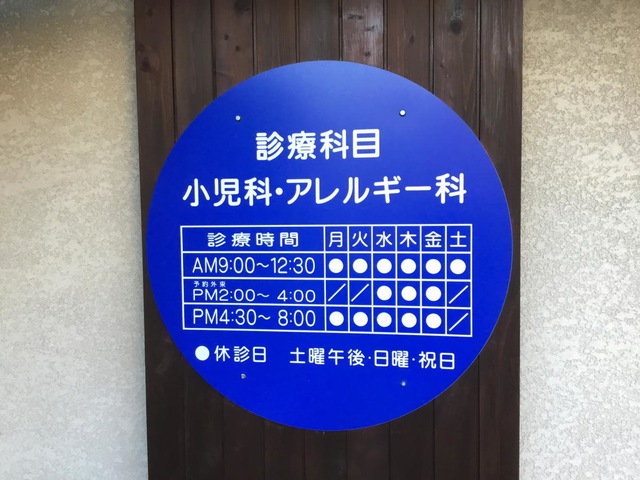 診療科目
小児科・アレルギー科
診療時間 月 火 水 木 金 土
AM9:00〜12:30 ● ● ● ● ● ●
予約外来
PM2:00〜 4:00 ／ ／ ● ● ● ／
PM4:30〜 8:00 ● ● ● ● ● ／
●休診日 土曜午後・日曜・祝日